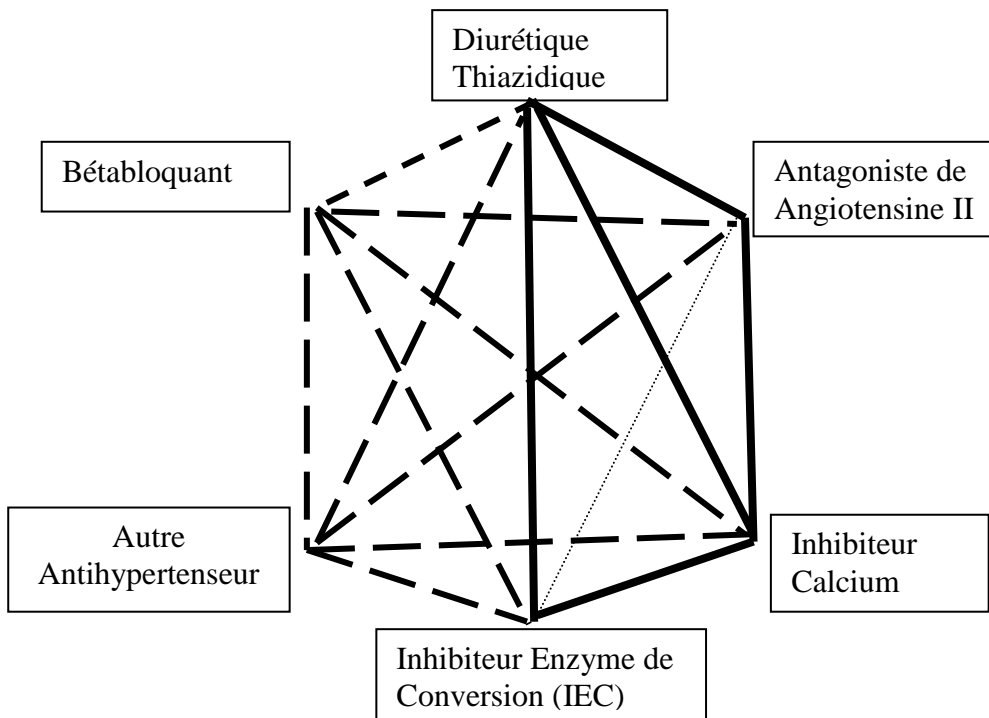 Diurétique
Thiazidique
Bétabloquant
Antagoniste de
Angiotensine II
Autre
Antihypertenseur
Inhibiteur
Calcium
Inhibiteur Enzyme de
Conversion (IEC)